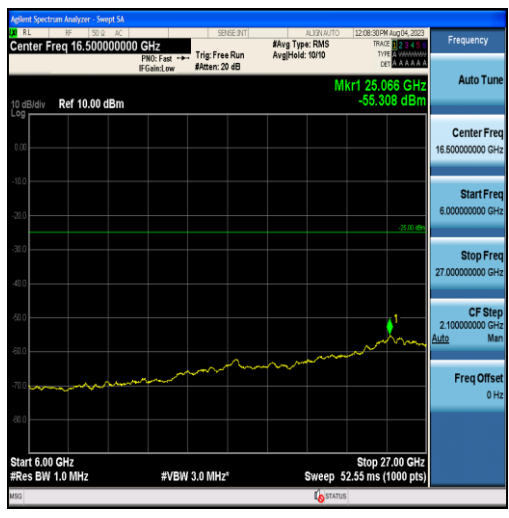 Agilent Spectrum Analyzer - Swept SA
RL RF 50 Ω AC SENSE:INT ALIGN AUTO 12:08:30 PM Aug 04, 2023
Center Freq 16.500000000 GHz
PNO: Fast
IFGain:Low
Trig: Free Run
#Atten: 20 dB
#Avg Type: RMS
Avg|Hold: 10/10
TRACE 1 2 3 4 5 6
TYPE A
DET A A A A A A
Frequency
Mkr1 25.066 GHz
-55.308 dBm
10 dB/div Ref 10.00 dBm
Log
0.00
-10.0
-20.0
-25.00 dBm
-30.0
-40.0
-50.0
-60.0
-70.0
-80.0
1
Start 6.00 GHz
Stop 27.00 GHz
#Res BW 1.0 MHz
#VBW 3.0 MHz*
Sweep 52.55 ms (1000 pts)
MSG
STATUS
Auto Tune
Center Freq
16.500000000 GHz
Start Freq
6.000000000 GHz
Stop Freq
27.000000000 GHz
CF Step
2.100000000 GHz
Auto Man
Freq Offset
0 Hz